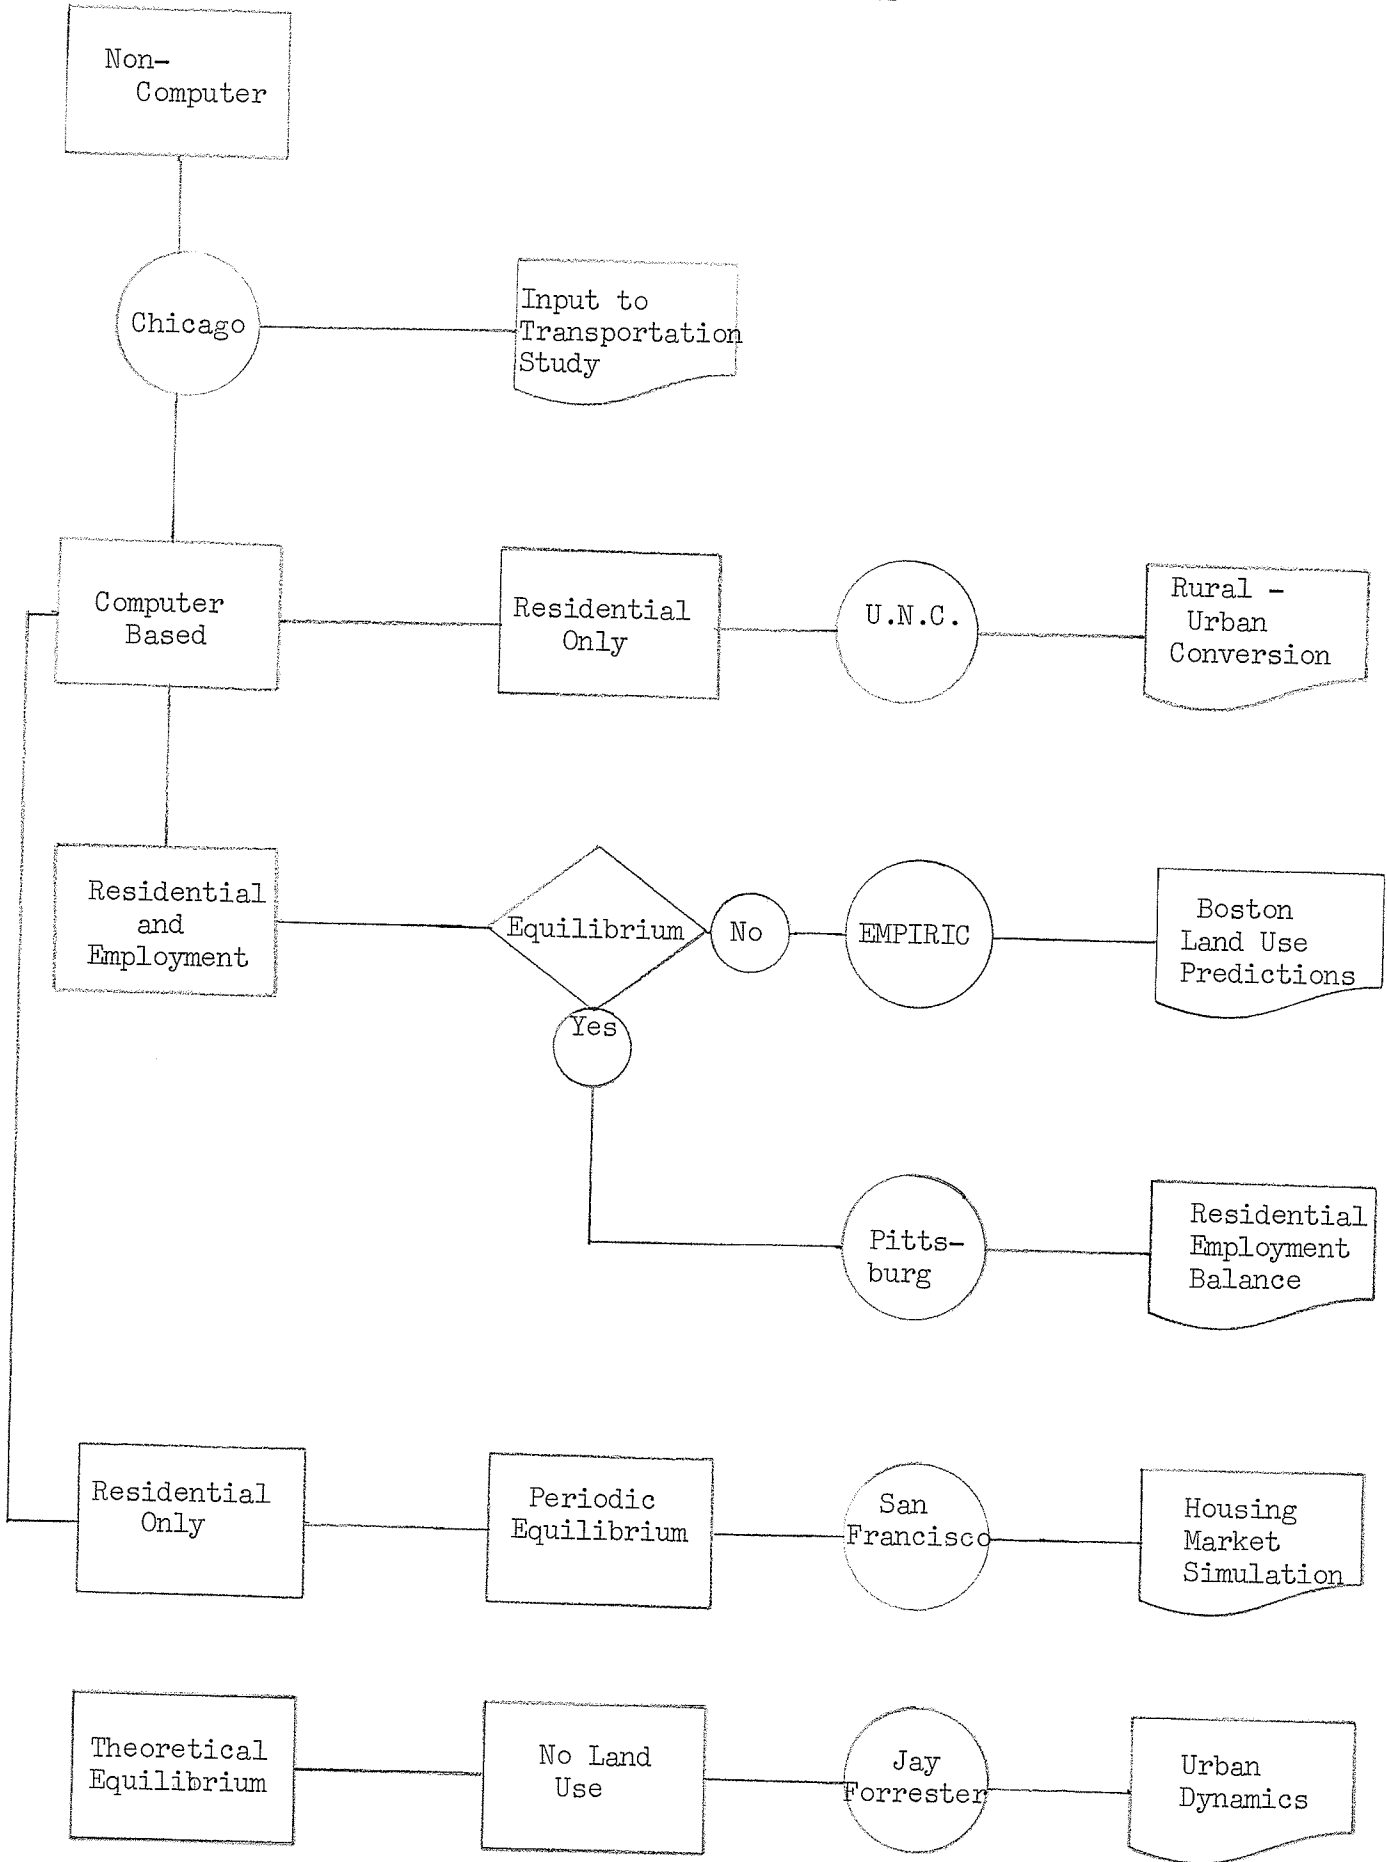 Non-
Computer
Chicago
Input to
Transportation
Study
Computer
Based
Residential
Only
U.N.C.
Rural -
Urban
Conversion
Residential
and
Employment
Equilibrium
No
EMPIRIC
Boston
Land Use
Predictions
Yes
Pitts-
burg
Residential
Employment
Balance
Residential
Only
Periodic
Equilibrium
San
Francisco
Housing
Market
Simulation
Theoretical
Equilibrium
No Land
Use
Jay
Forrester
Urban
Dynamics